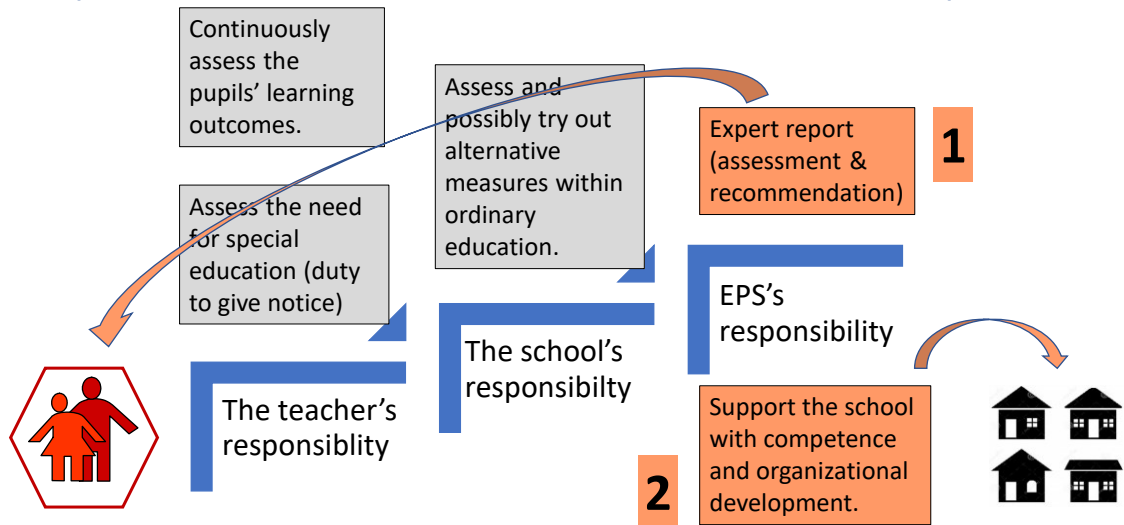 Continuously
assess the
pupils’ learning
outcomes.
Assess the need
for special
education (duty
to give notice)
The teacher’s
responsiblity
Assess and
possibly try out
alternative
measures within
ordinary
education.
The school’s
responsibilty
Expert report
(assessment &
recommendation)
1
EPS’s
responsibility
Support the school
with competence
and organizational
development.
2